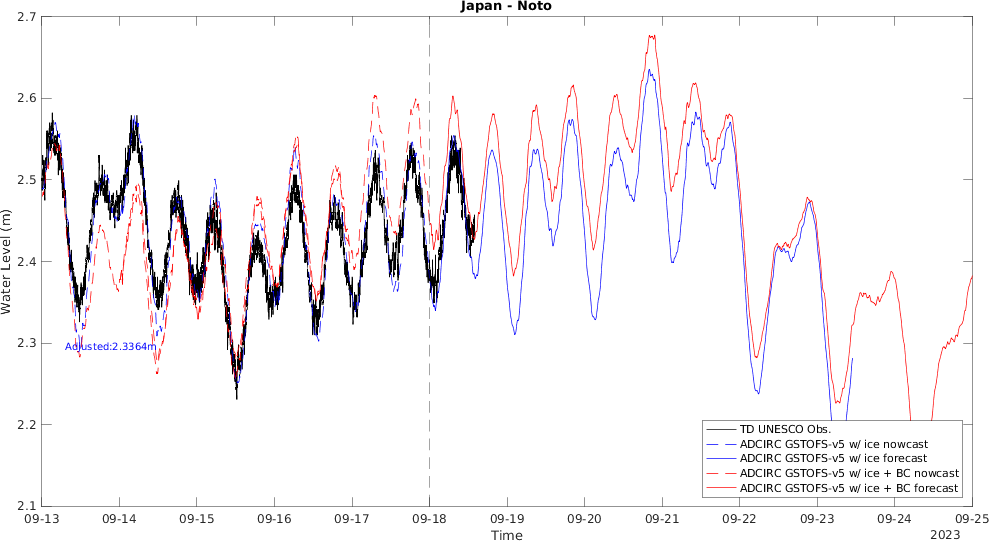 Japan - Noto
2.7
2.6
2.5
2.4
2.3
2.2
2.1
Water Level (m)
Adjusted:2.3364m
TD UNESCO Obs.
ADCIRC GSTOFS-v5 w/ ice nowcast
ADCIRC GSTOFS-v5 w/ ice forecast
ADCIRC GSTOFS-v5 w/ ice + BC nowcast
ADCIRC GSTOFS-v5 w/ ice + BC forecast
09-13 09-14 09-15 09-16 09-17 09-18 09-19 09-20 09-21 09-22 09-23 09-24 09-25
Time
2023